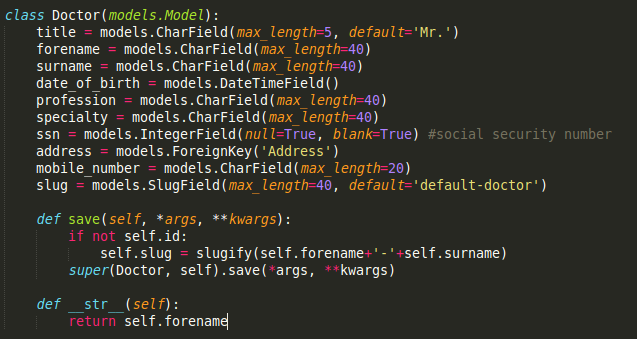 class Doctor(models.Model):
    title = models.CharField(max_length=5, default='Mr.')
    forename = models.CharField(max_length=40)
    surname = models.CharField(max_length=40)
    date_of_birth = models.DateTimeField()
    profession = models.CharField(max_length=40)
    specialty = models.CharField(max_length=40)
    ssn = models.IntegerField(null=True, blank=True) #social security number
    address = models.ForeignKey('Address')
    mobile_number = models.CharField(max_length=20)
    slug = models.SlugField(max_length=40, default='default-doctor')

    def save(self, *args, **kwargs):
        if not self.id:
            self.slug = slugify(self.forename+'-'+self.surname)
        super(Doctor, self).save(*args, **kwargs)

    def __str__(self):
        return self.forename